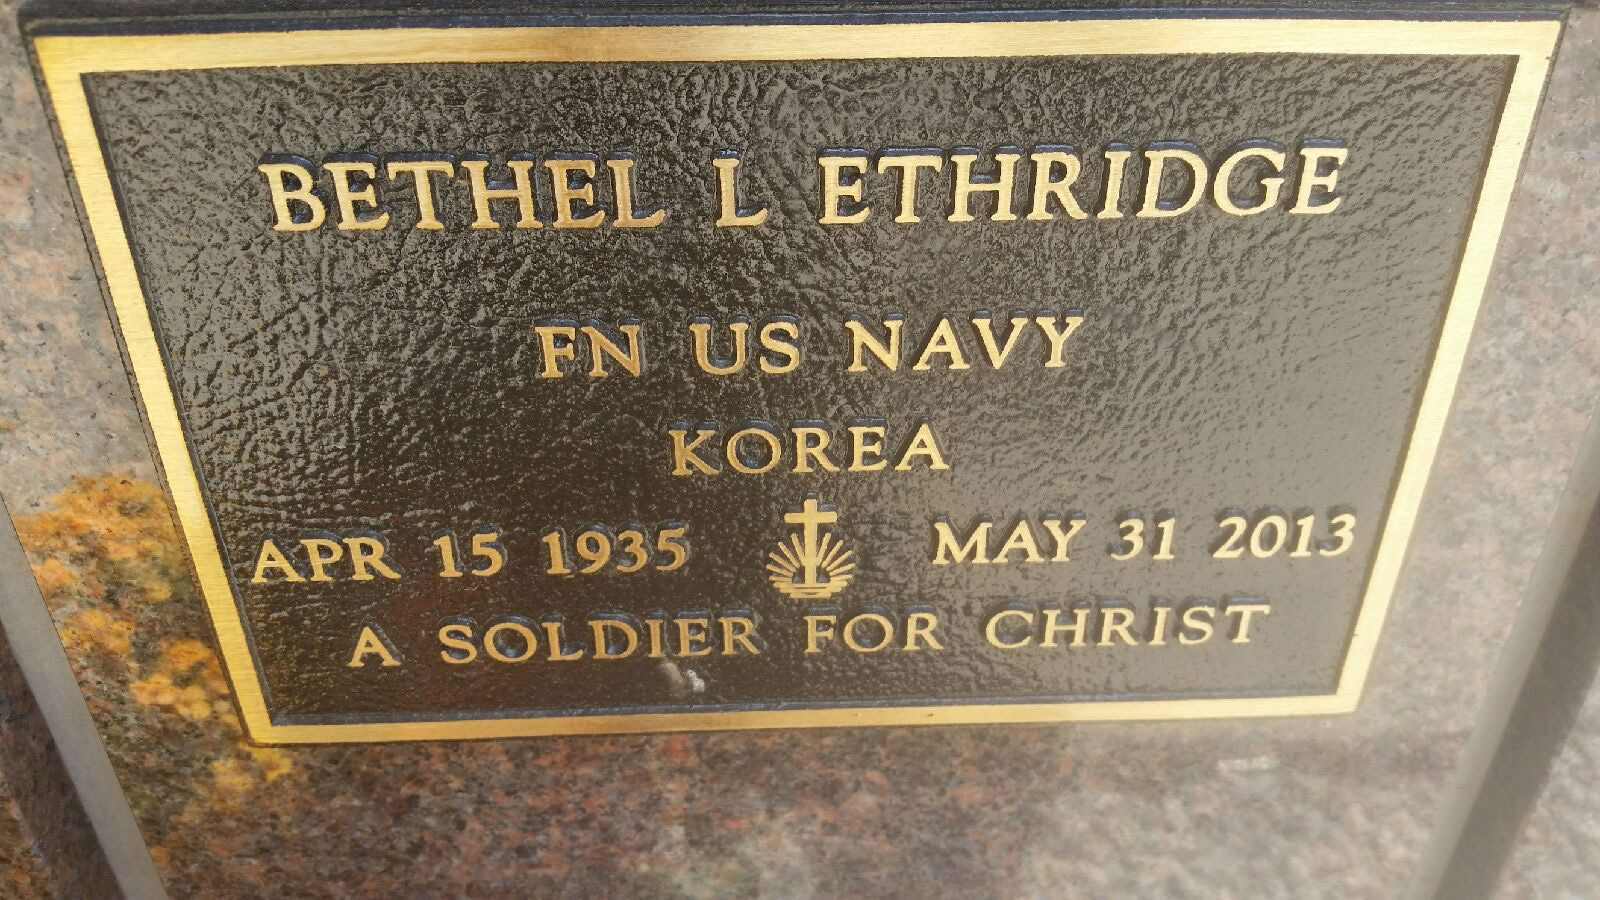 BETHEL L ETHRIDGE
FN US NAVY
KOREA
APR 15 1935 MAY 31 2013
A SOLDIER FOR CHRIST